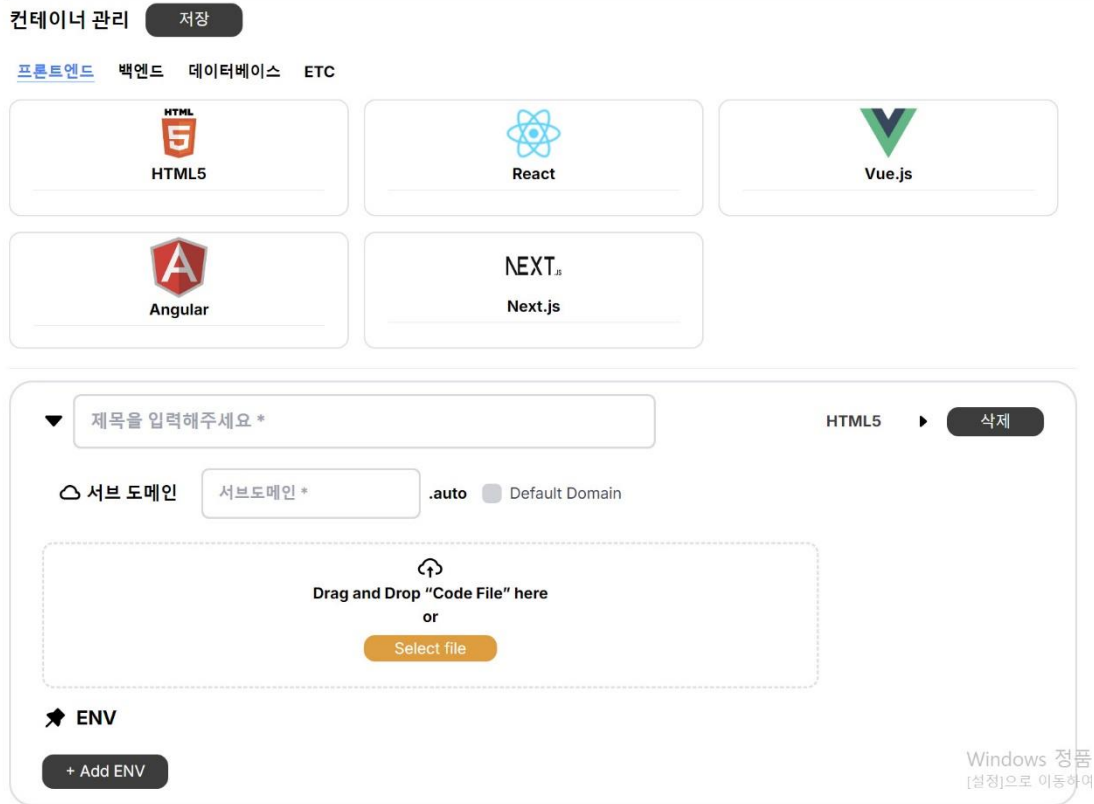 컨테이너 관리 저장
프론트엔드 백엔드 데이터베이스 ETC
HTML
5
HTML5 React Vue.js
A
NEXT.JS
Angular Next.js
제목을 입력해주세요 * HTML5 삭제
서브 도메인 서브도메인 * .auto Default Domain
Drag and Drop “Code File” here
or
Select file
ENV
+ Add ENV
Windows 정품
[설정]으로 이동하여